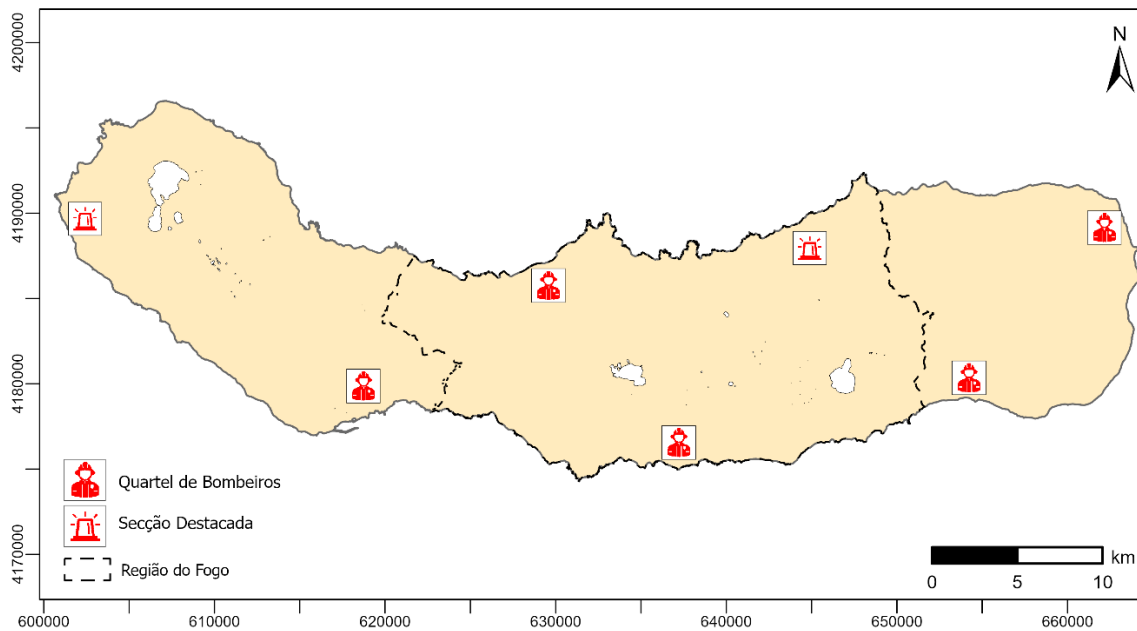 N
4200000
4190000
4180000
4170000
Quartel de Bombeiros
Secção Destacada
Região do Fogo
km
0 5 10
600000 610000 620000 630000 640000 650000 660000